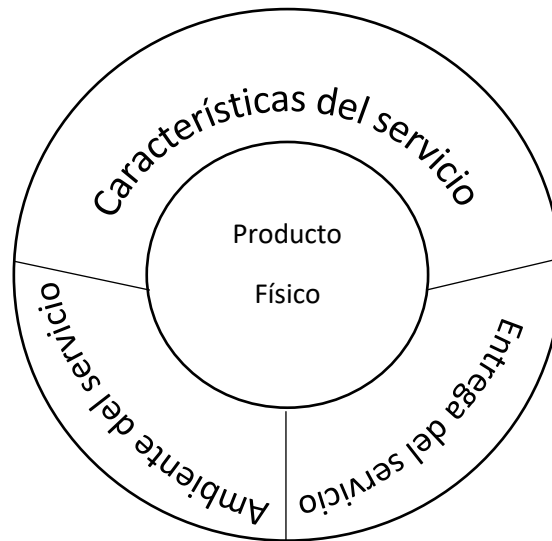 Características del servicio
Producto
Físico
Ambiente del servicio
Entrega del servicio